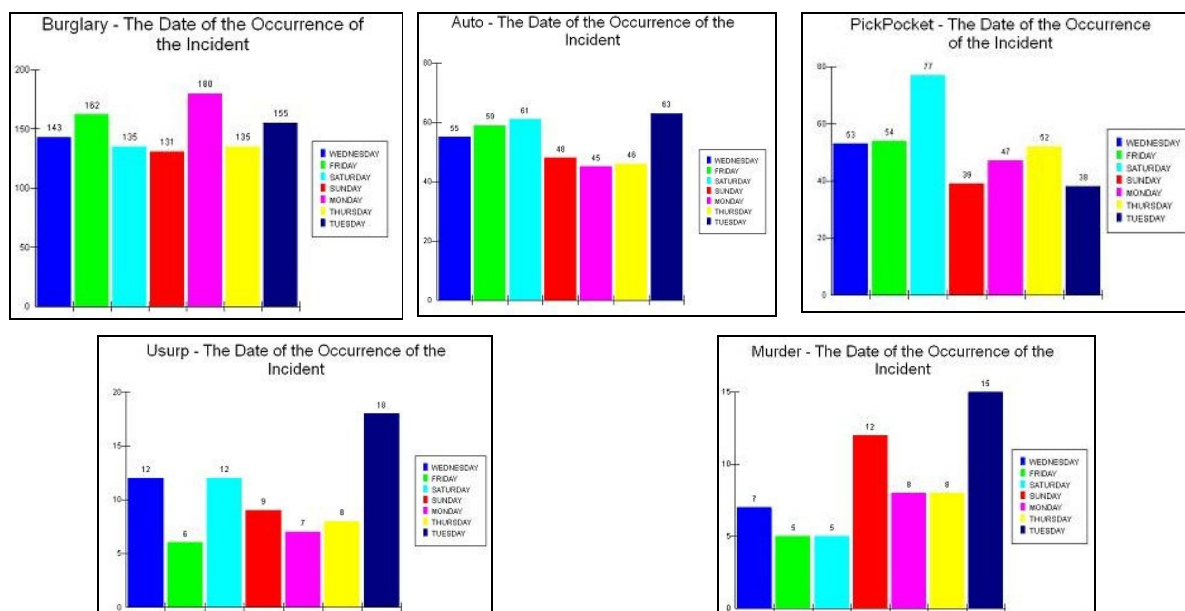 Burglary - The Date of the Occurrence of
the Incident
200
150
100
50
0
143
162
135
131
180
135
155
WEDNESDAY
FRIDAY
SATURDAY
SUNDAY
MONDAY
THURSDAY
TUESDAY
Auto - The Date of the Occurrence of the
Incident
80
60
40
20
0
55
59
61
48
45
46
63
WEDNESDAY
FRIDAY
SATURDAY
SUNDAY
MONDAY
THURSDAY
TUESDAY
PickPocket - The Date of the Occurrence
of the Incident
80
60
40
20
0
53
54
77
39
47
52
38
WEDNESDAY
FRIDAY
SATURDAY
SUNDAY
MONDAY
THURSDAY
TUESDAY
Usurp - The Date of the Occurrence of the
Incident
20
15
10
5
0
12
6
12
9
7
8
18
WEDNESDAY
FRIDAY
SATURDAY
SUNDAY
MONDAY
THURSDAY
TUESDAY
Murder - The Date of the Occurrence of the
Incident
15
10
5
0
7
5
5
12
8
8
15
WEDNESDAY
FRIDAY
SATURDAY
SUNDAY
MONDAY
THURSDAY
TUESDAY